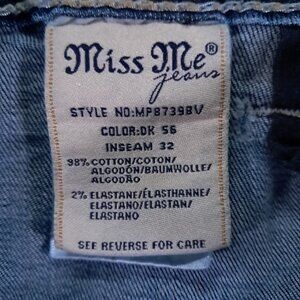 Miss Me®
jeans
STYLE NO:MP8739BV
COLOR:DK 56
INSEAM 32
98% COTTON/COTON/
ALGODÓN/BAUMWOLLE/
ALGODAO
2% ELASTANE/ÉLASTHANNE/
ELASTANO/ELASTAN/
ELASTANO
SEE REVERSE FOR CARE